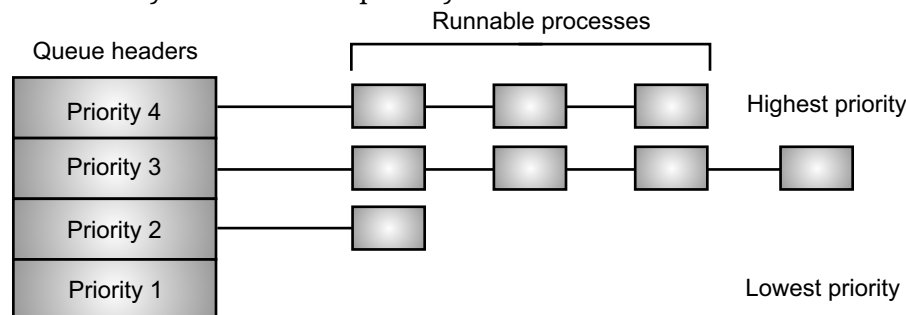 Runnable processes
Queue headers
Priority 4
Highest priority
Priority 3
Priority 2
Priority 1
Lowest priority